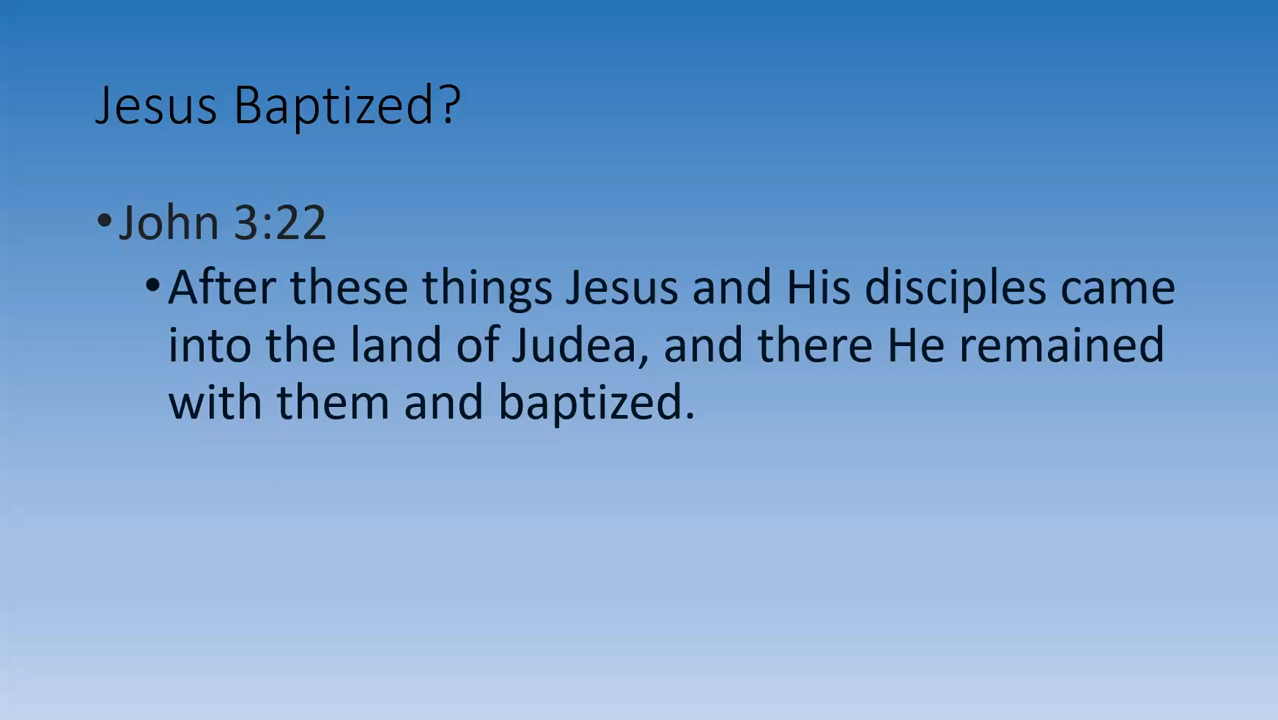 Jesus Baptized?
•John 3:22
•After these things Jesus and His disciples came
into the land of Judea, and there He remained
with them and baptized.